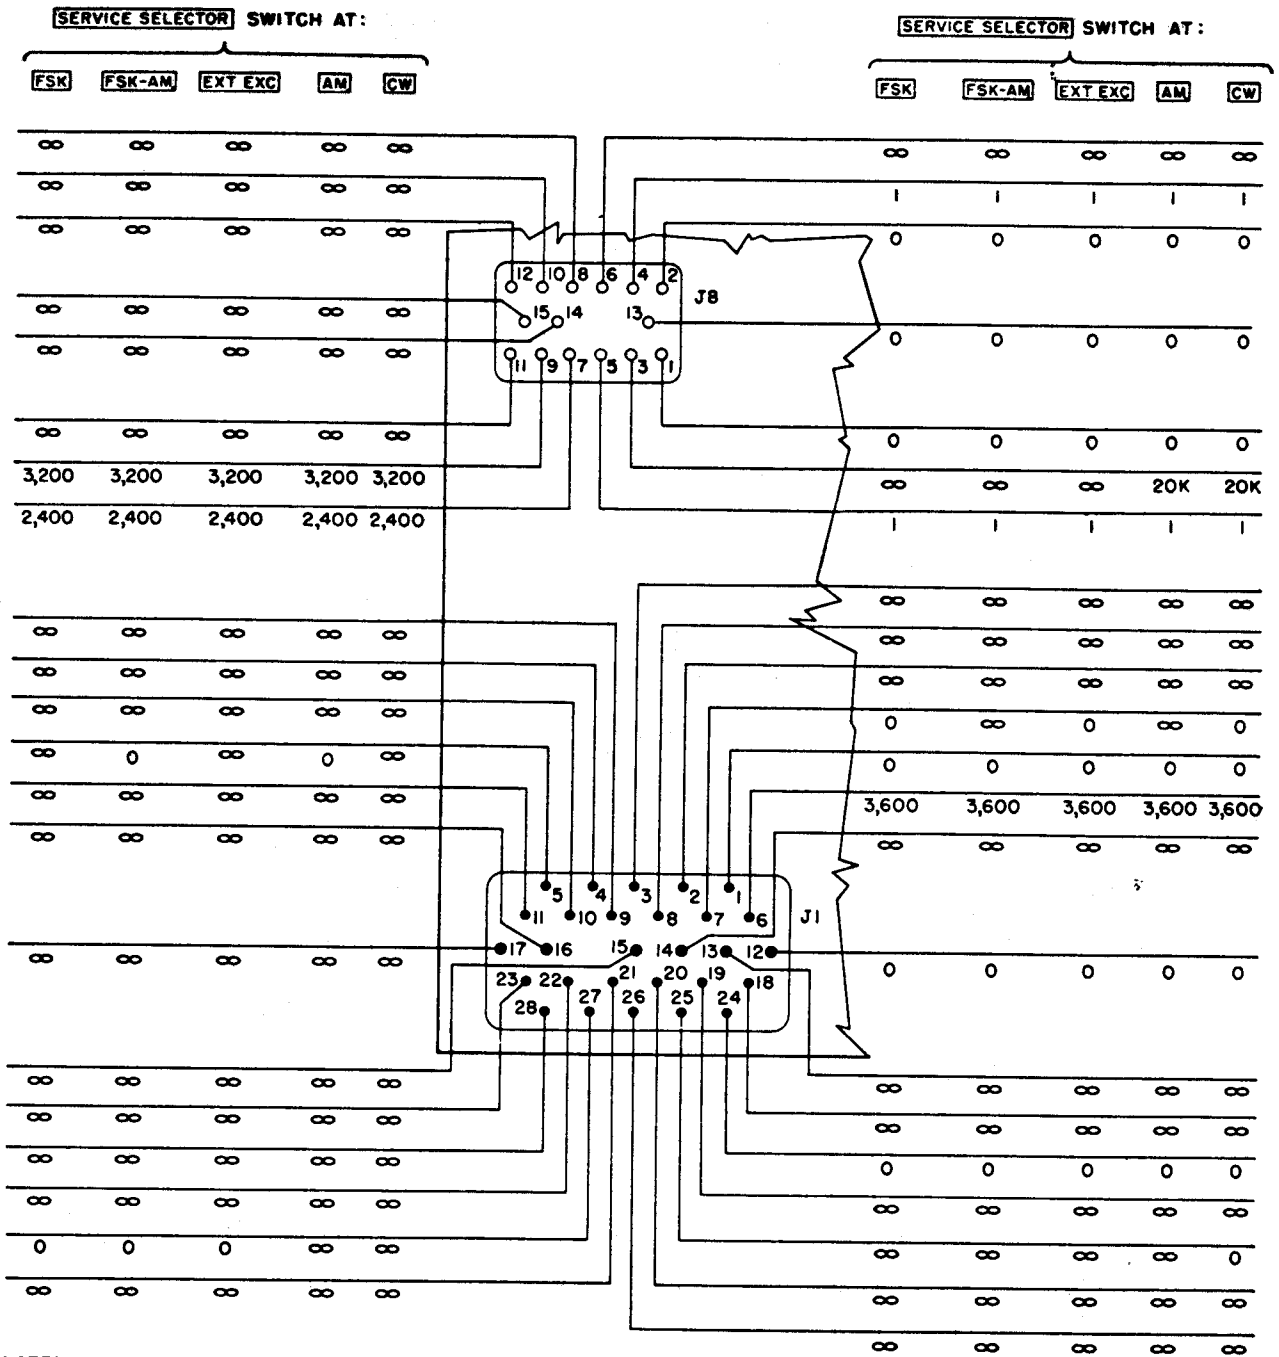 SERVICE SELECTOR SWITCH AT:
SERVICE SELECTOR SWITCH AT:
FSK FSK-AM EXT EXC AM CW
FSK FSK-AM EXT EXC AM CW
∞ ∞ ∞ ∞ ∞
∞ ∞ ∞ ∞ ∞
∞ ∞ ∞ ∞ ∞
1 1 1 1 1
∞ ∞ ∞ ∞ ∞
0 0 0 0 0
12 10 8 6 4 2
J8
∞ ∞ ∞ ∞ ∞
15 14 13
0 0 0 0 0
∞ ∞ ∞ ∞ ∞
11 9 7 5 3 1
∞ ∞ ∞ ∞ ∞
0 0 0 0 0
3,200 3,200 3,200 3,200 3,200
∞ ∞ ∞ 20K 20K
2,400 2,400 2,400 2,400 2,400
1 1 1 1 1
∞ ∞ ∞ ∞ ∞
∞ ∞ ∞ ∞ ∞
∞ ∞ ∞ ∞ ∞
∞ ∞ ∞ ∞ ∞
∞ ∞ ∞ ∞ ∞
∞ ∞ ∞ ∞ ∞
0 ∞ 0 ∞ 0
∞ 0 ∞ 0 ∞
0 0 0 0 0
∞ ∞ ∞ ∞ ∞
3,600 3,600 3,600 3,600 3,600
∞ ∞ ∞ ∞ ∞
∞ ∞ ∞ ∞ ∞
5 4 3 2 1
11 10 9 8 7 6
J1
17 16 15 14 13 12
∞ ∞ ∞ ∞ ∞
0 0 0 0 0
23 22 21 20 19 18
28 27 26 25 24
∞ ∞ ∞ ∞ ∞
∞ ∞ ∞ ∞ ∞
∞ ∞ ∞ ∞ ∞
∞ ∞ ∞ ∞ ∞
∞ ∞ ∞ ∞ ∞
0 0 0 0 0
∞ ∞ ∞ ∞ ∞
∞ ∞ ∞ ∞ ∞
0 0 0 ∞ ∞
∞ ∞ ∞ ∞ 0
∞ ∞ ∞ ∞ ∞
∞ ∞ ∞ ∞ ∞
∞ ∞ ∞ ∞ ∞